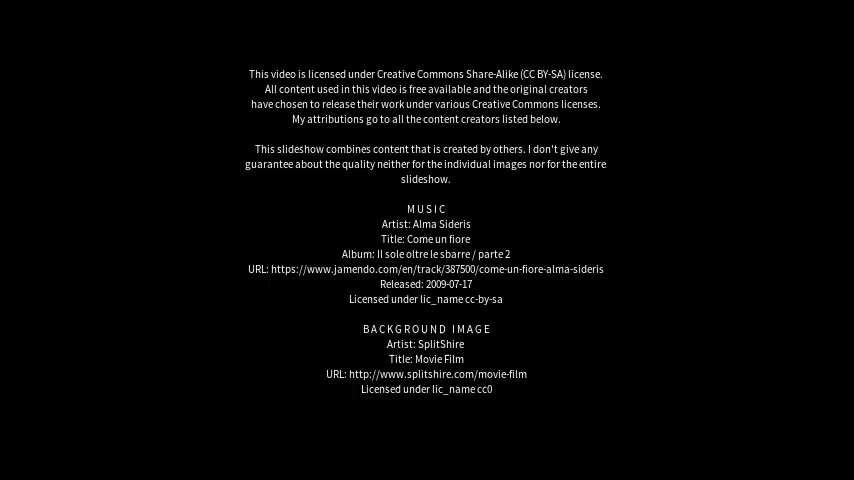 This video is licensed under Creative Commons Share-Alike (CC BY-SA) license.
All content used in this video is free available and the original creators
have chosen to release their work under various Creative Commons licenses.
My attributions go to all the content creators listed below.
This slideshow combines content that is created by others. I don't give any
guarantee about the quality neither for the individual images nor for the entire
slideshow.
MUSIC
Artist: Alma Sideris
Title: Come un fiore
Album: Il sole oltre le sbarre / parte 2
URL: https://www.jamendo.com/en/track/387500/come-un-fiore-alma-sideris
Released: 2009-07-17
Licensed under lic_name cc-by-sa
BACKGROUND IMAGE
Artist: SplitShire
Title: Movie Film
URL: http://www.splitshire.com/movie-film
Licensed under lic_name cc0